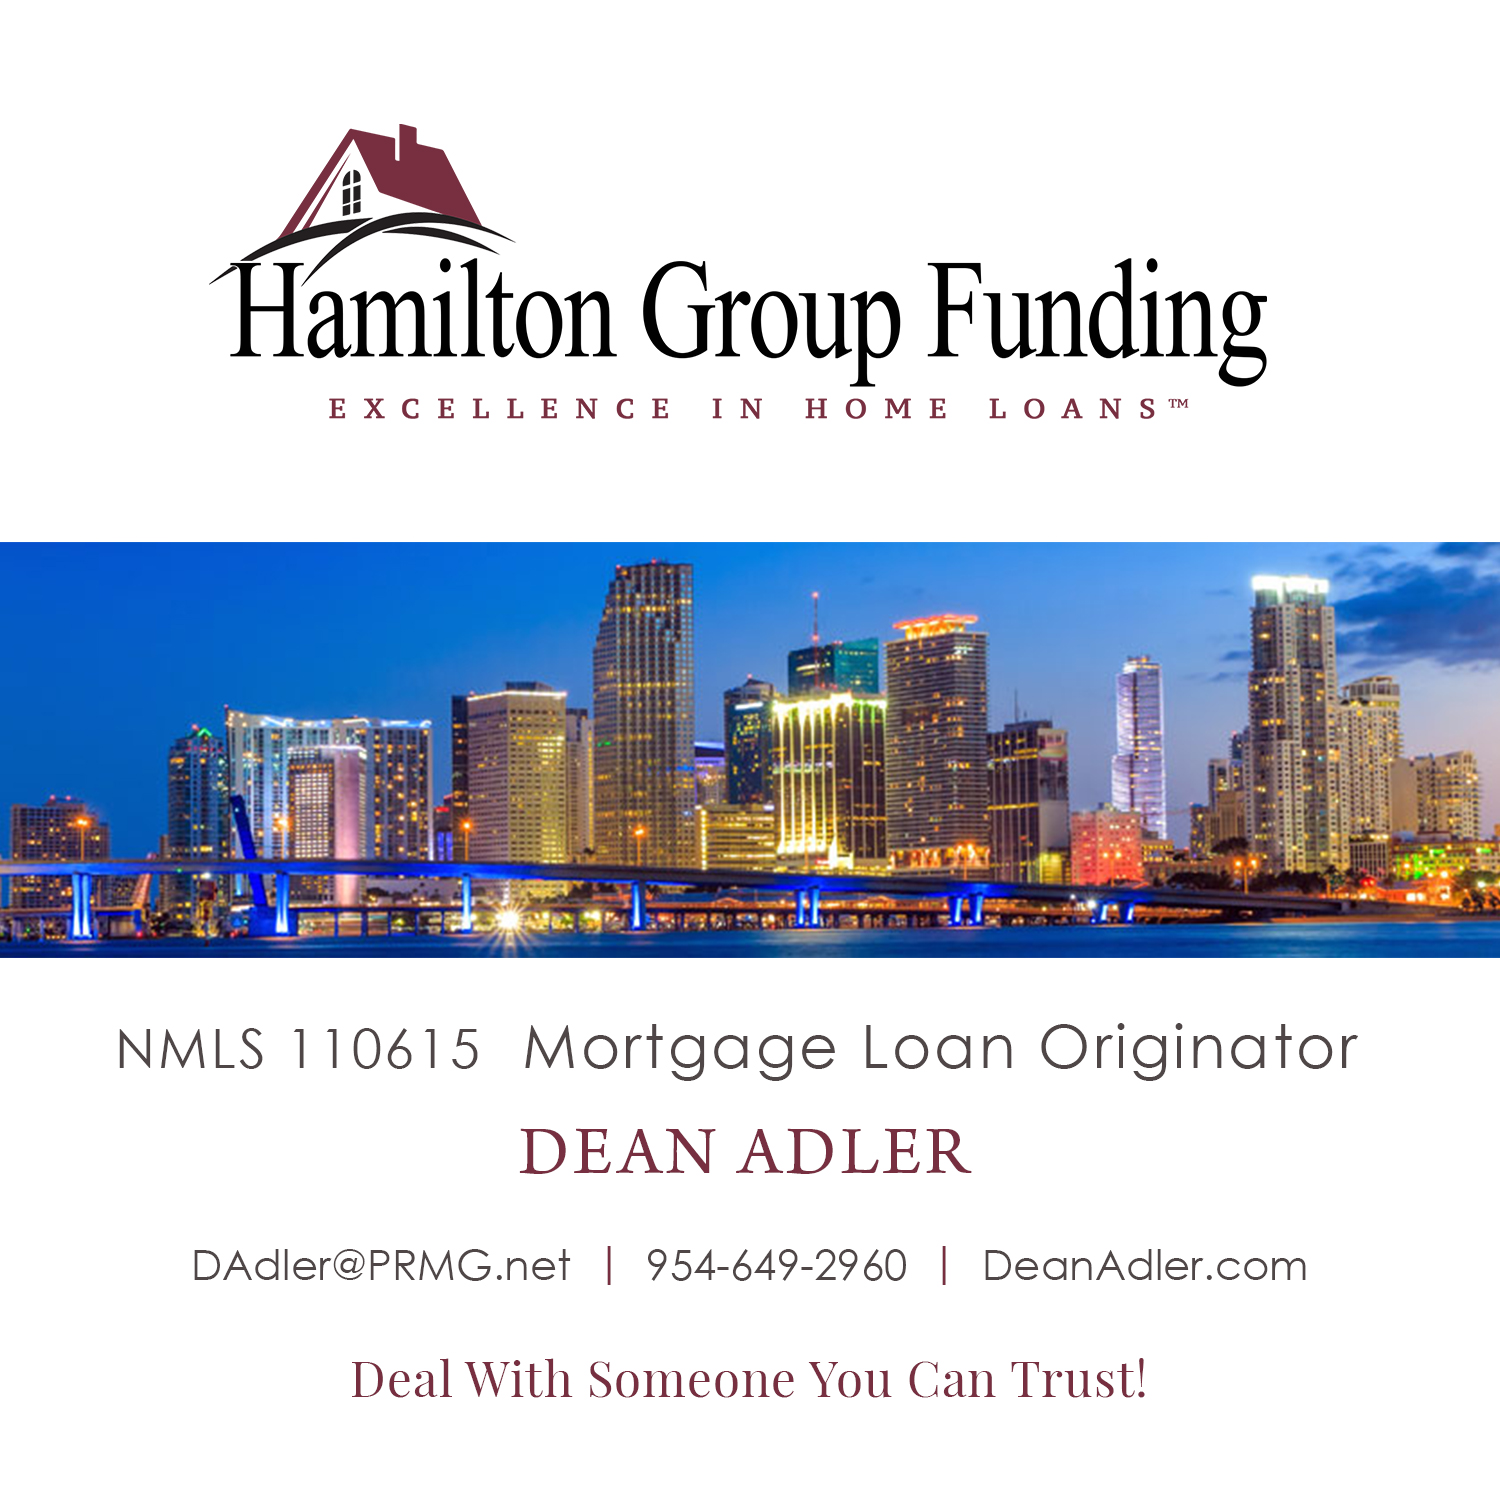 Hamilton Group Funding
EXCELLENCE IN HOME LOANS™
NMLS 110615 Mortgage Loan Originator
DEAN ADLER
DAdler@PRMG.net | 954-649-2960 | DeanAdler.com
Deal With Someone You Can Trust!